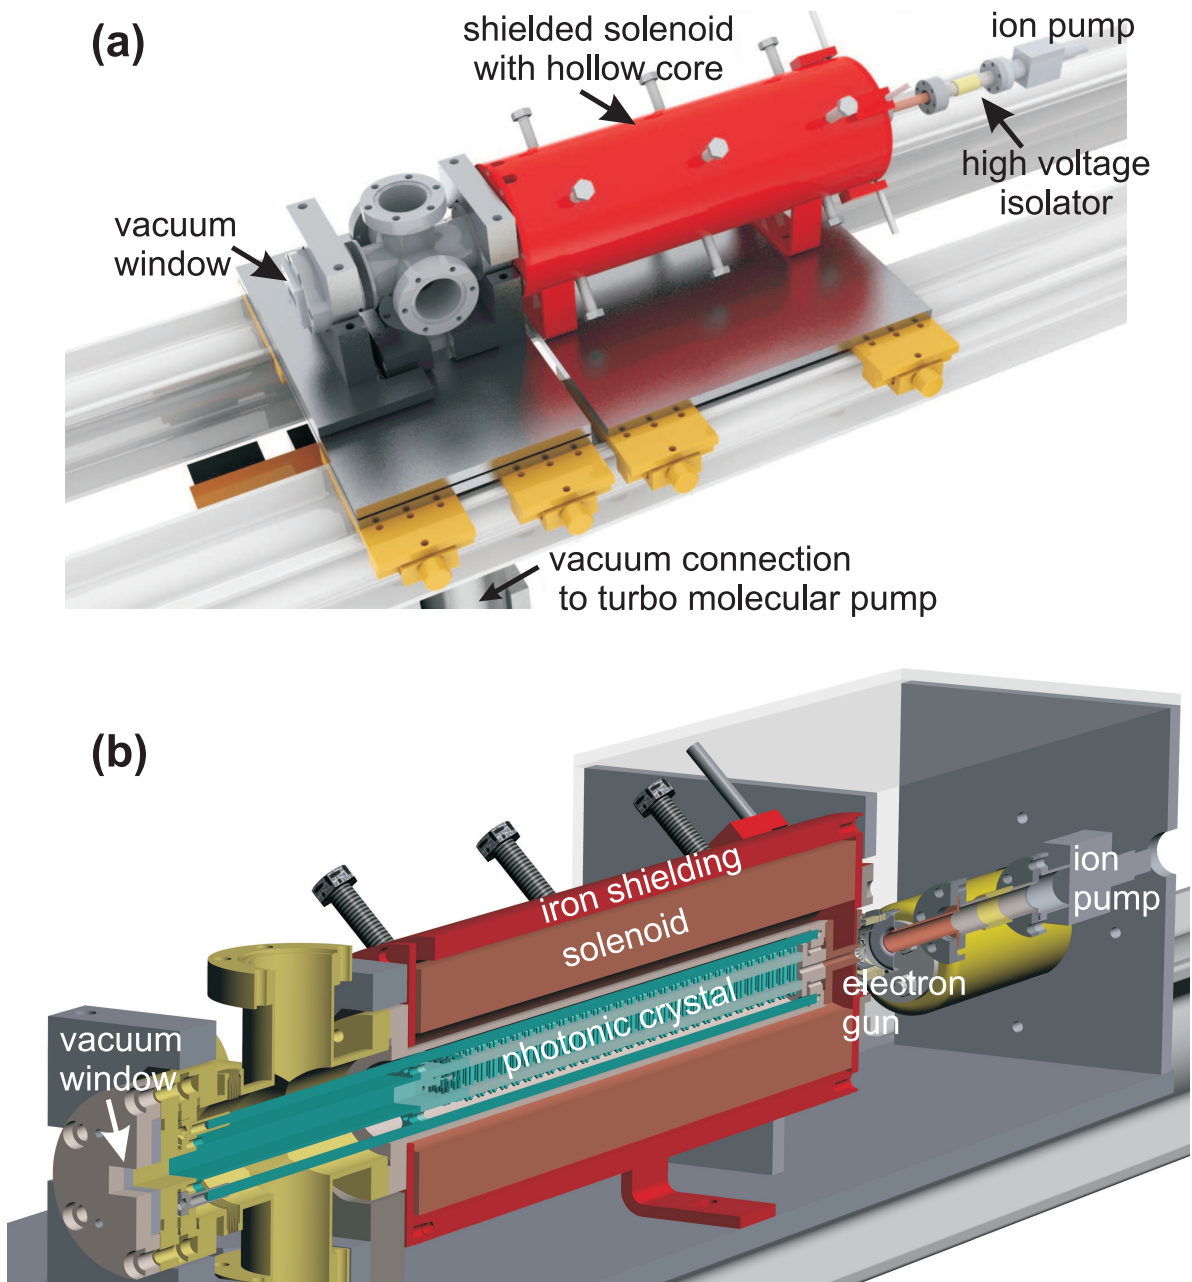 (a)
shielded solenoid
with hollow core
ion pump
high voltage
isolator
vacuum
window
vacuum connection
to turbo molecular pump
(b)
iron shielding
solenoid
photonic crystal
ion
pump
electron
gun
vacuum
window